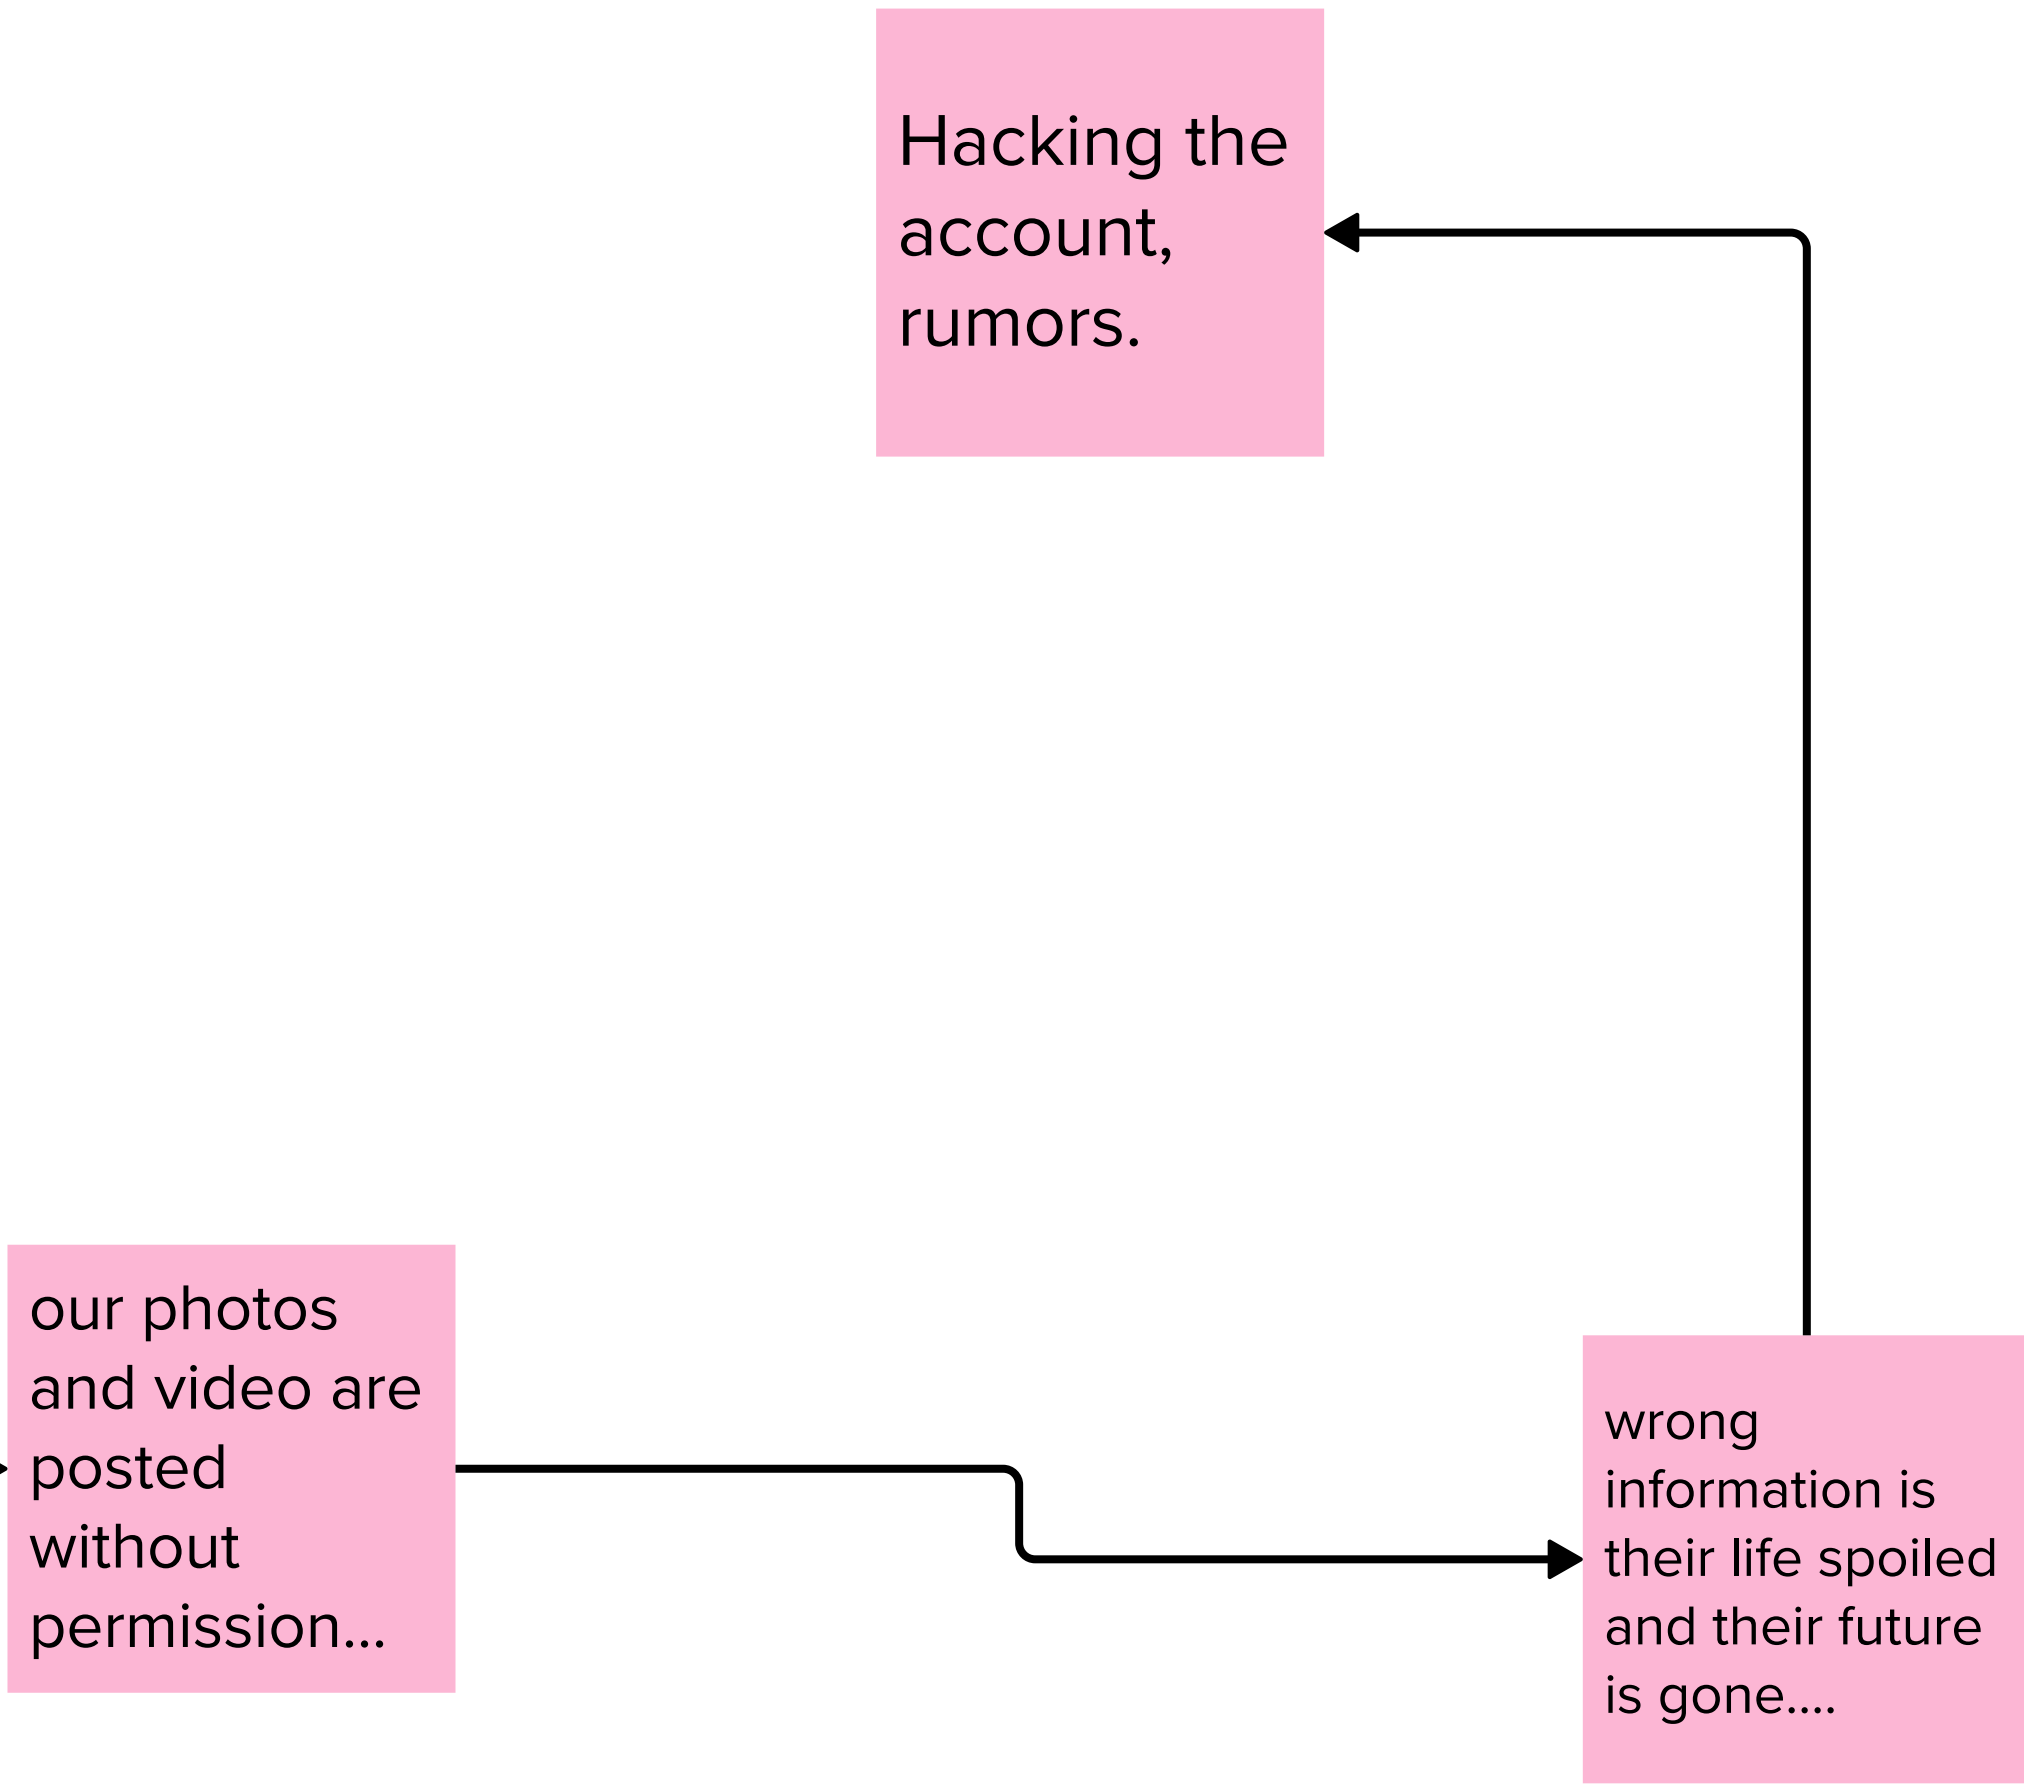 Hacking the
account,
rumors.
our photos
and video are
posted
without
permission...
wrong
information is
their life spoiled
and their future
is gone....